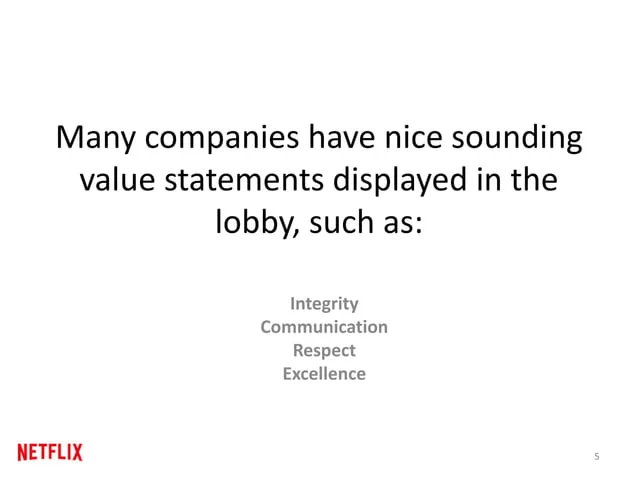 Many companies have nice sounding
value statements displayed in the
lobby, such as:
Integrity
Communication
Respect
Excellence
NETFLIX
5